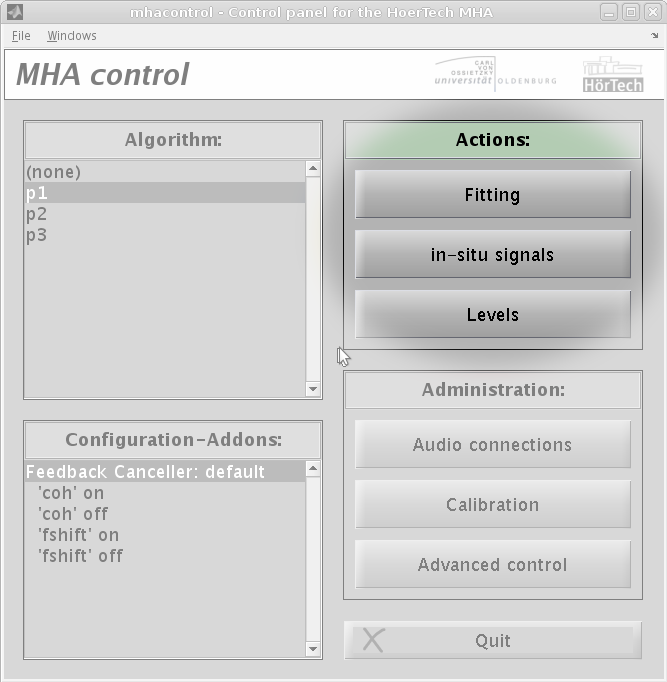 mhacontrol - Control panel for the HoerTech MHA
File Windows
MHA control
CARL
VON
OSSIETZKY
universität OLDENBURG
HörTech
Algorithm:
(none)
p1
p2
p3
Configuration-Addons:
Feedback Canceller: default
'coh' on
'coh' off
'fshift' on
'fshift' off
Actions:
Fitting
in-situ signals
Levels
Administration:
Audio connections
Calibration
Advanced control
Quit